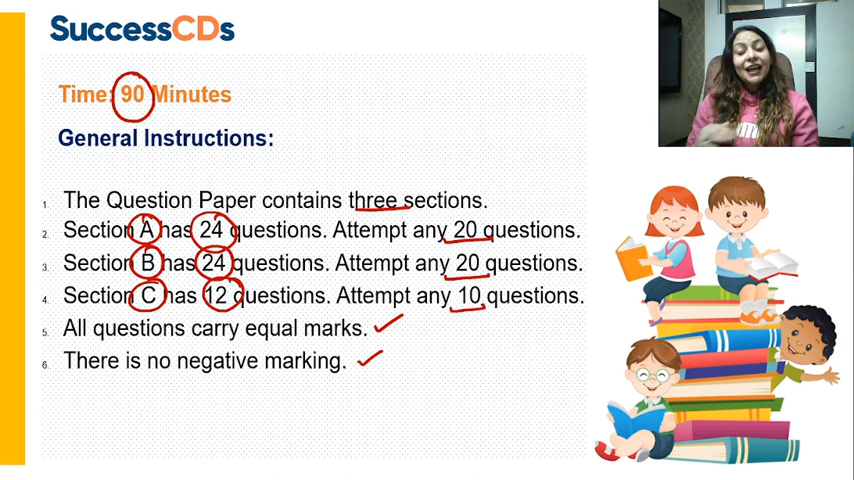 SuccessCDs
Time: 90 Minutes
General Instructions:
1. The Question Paper contains three sections.
2. Section A has 24 questions. Attempt any 20 questions.
3. Section B has 24 questions. Attempt any 20 questions.
4. Section C has 12 questions. Attempt any 10 questions.
5. All questions carry equal marks.
6. There is no negative marking.